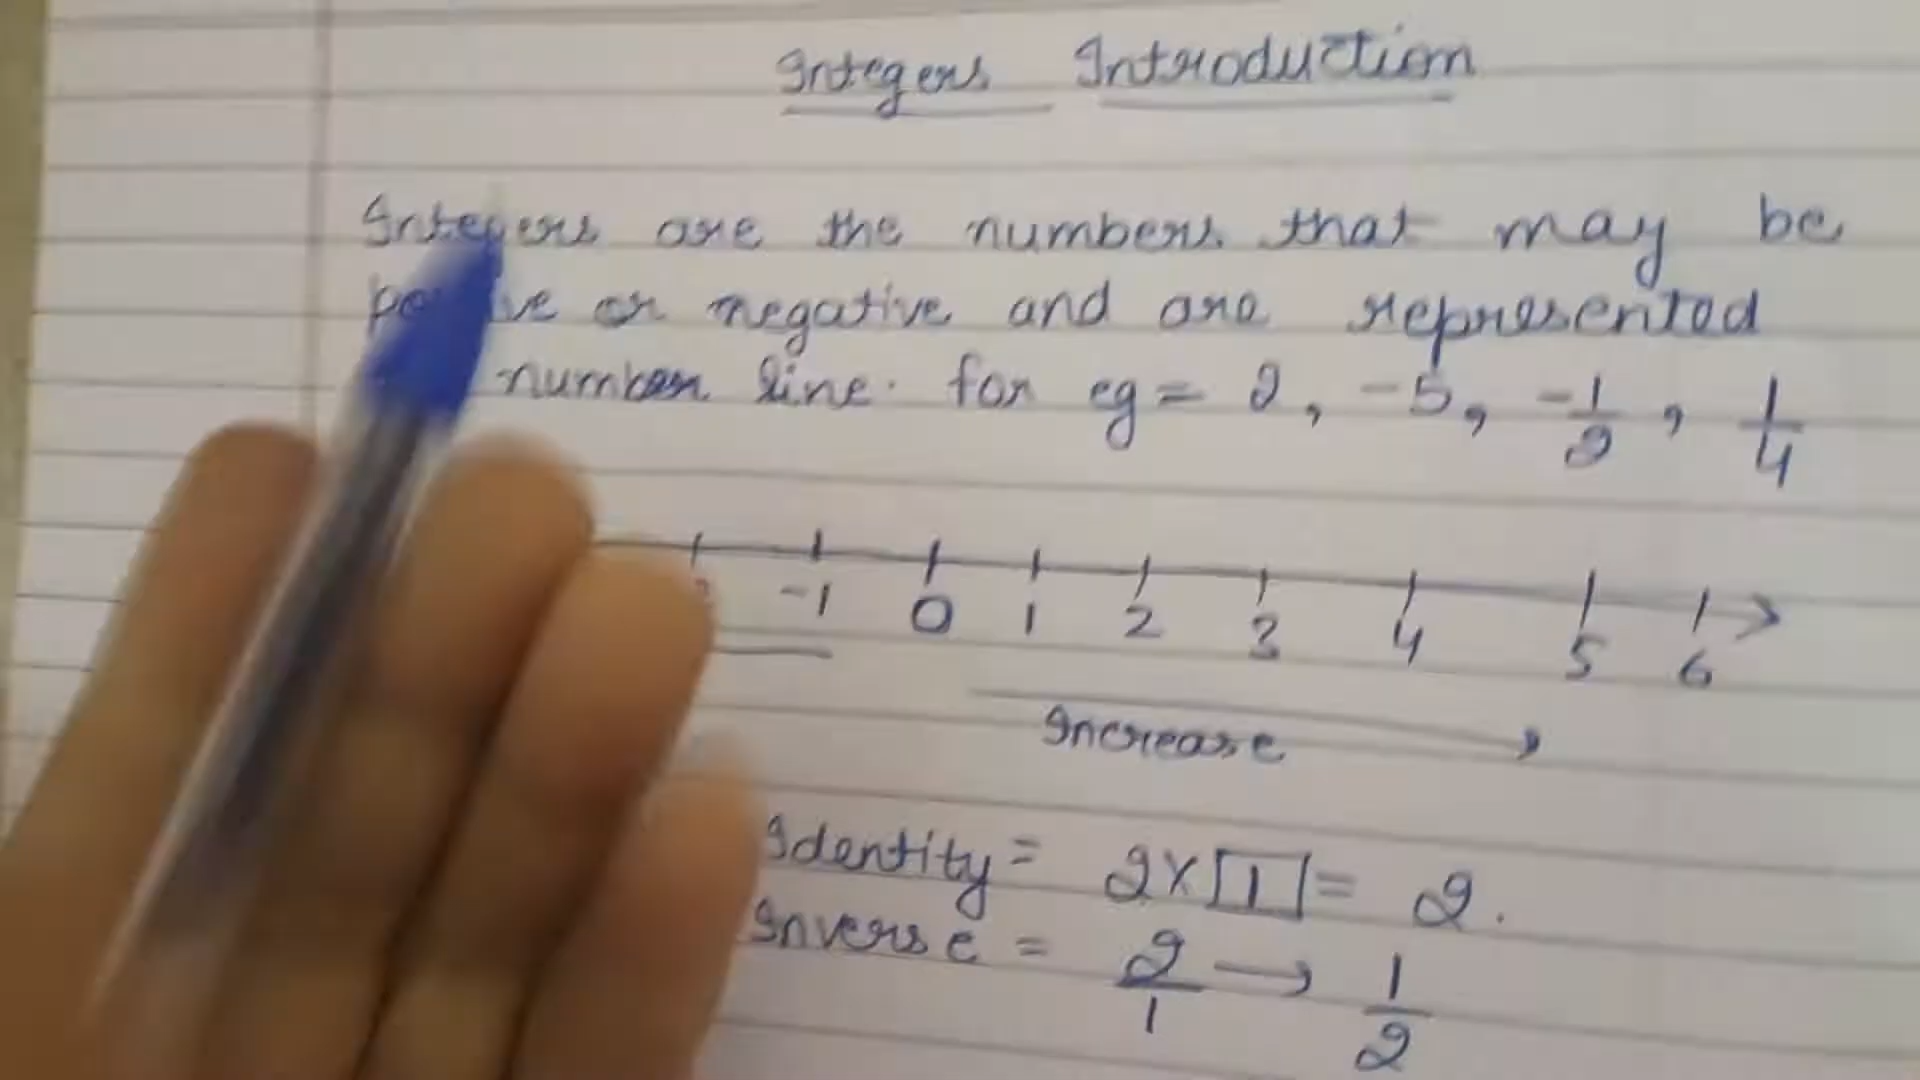 Integers Introduction
Integers are the numbers that may be
or negative and are represented
number line. for eg = 2, -5, -1/2, 1/4
-1 0 1 2 3 4 5 6
Increase
Identity = 2 x 1 = 2.
Inverse = 2/1 → 1/2